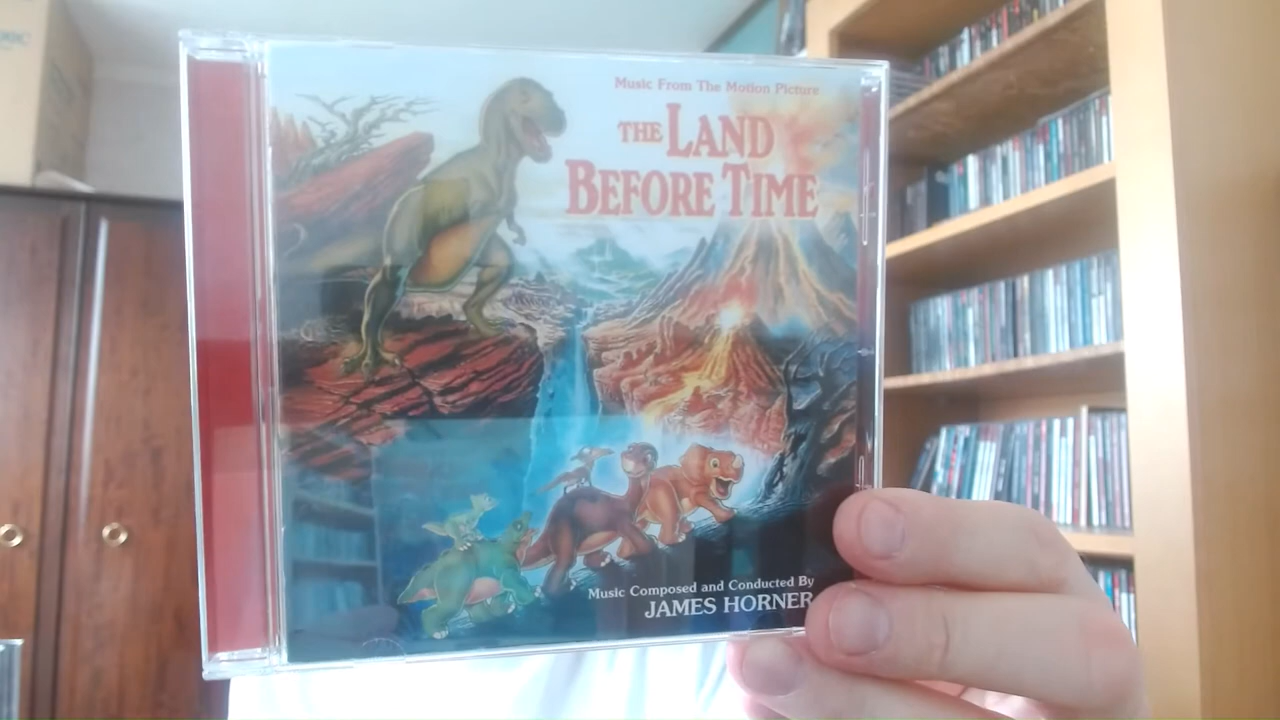 Music From The Motion Picture
THE LAND
BEFORE TIME
Music Composed and Conducted By
JAMES HORNER